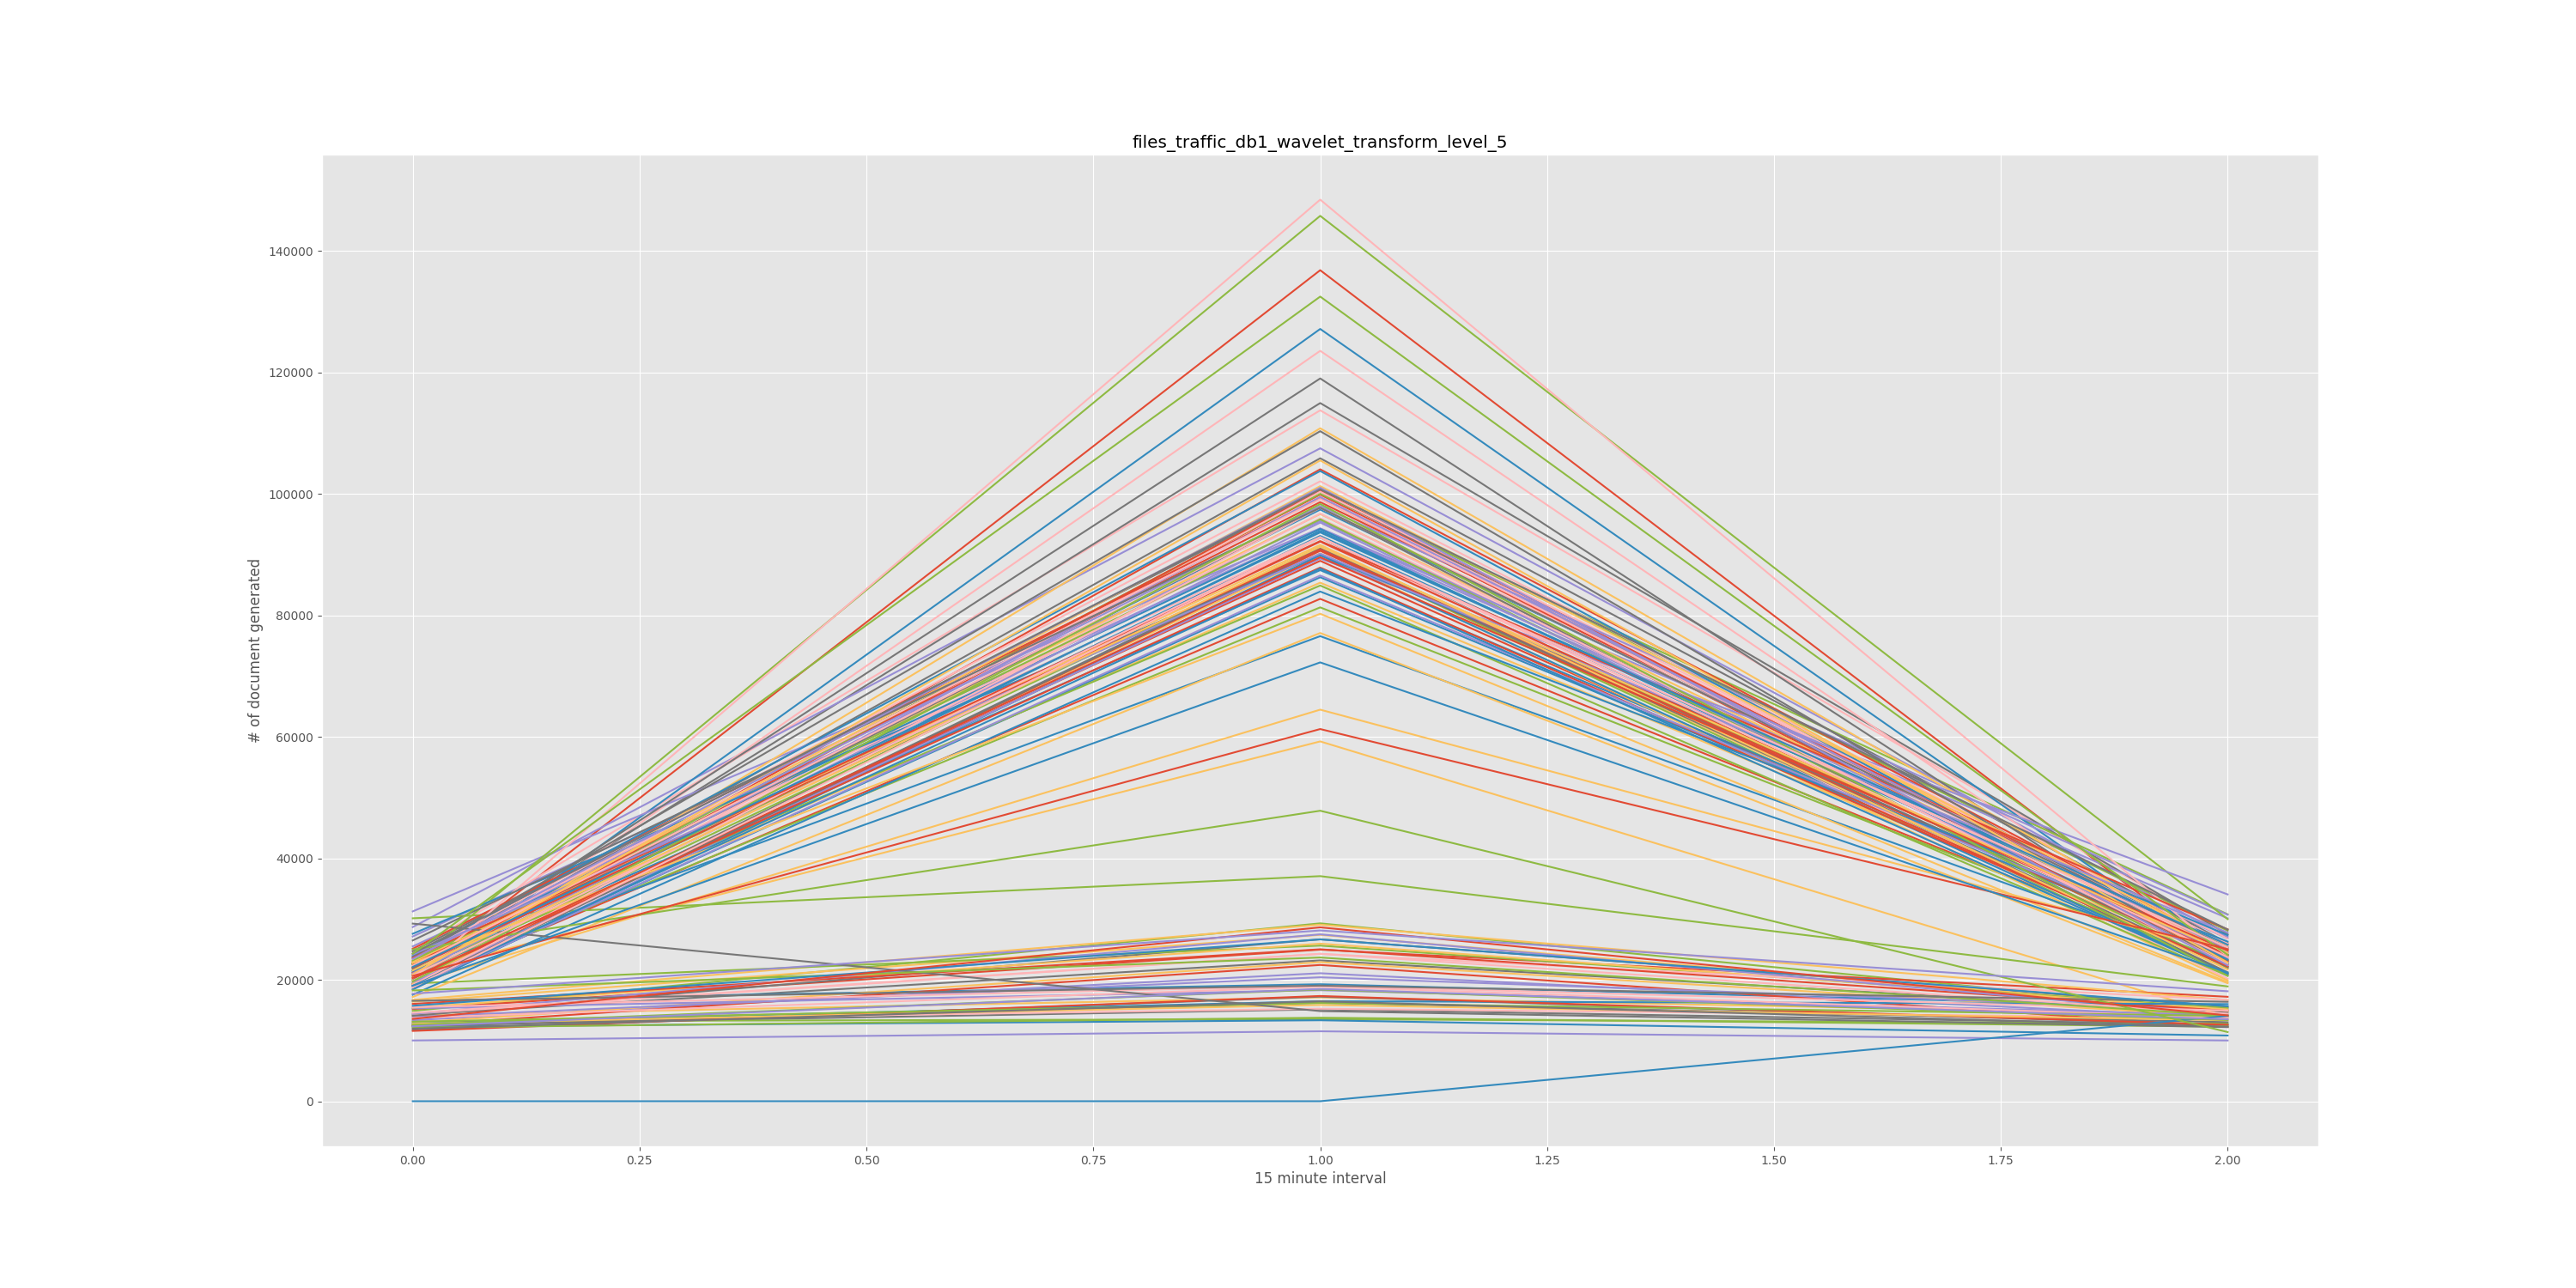 files_traffic_db1_wavelet_transform_level_5
140000
120000
100000
80000
60000
40000
20000
0
# of document generated
0.00 0.25 0.50 0.75 1.00 1.25 1.50 1.75 2.00
15 minute interval